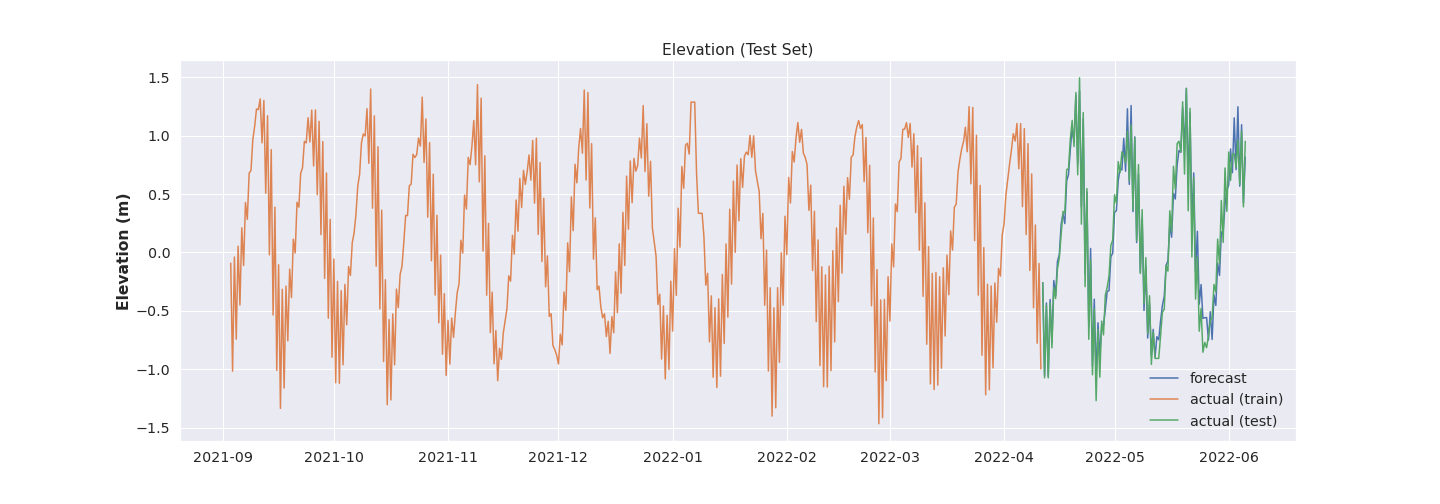 Elevation (Test Set)
Elevation (m)
1.5
1.0
0.5
0.0
−0.5
−1.0
−1.5
2021-09 2021-10 2021-11 2021-12 2022-01 2022-02 2022-03 2022-04 2022-05 2022-06
forecast
actual (train)
actual (test)